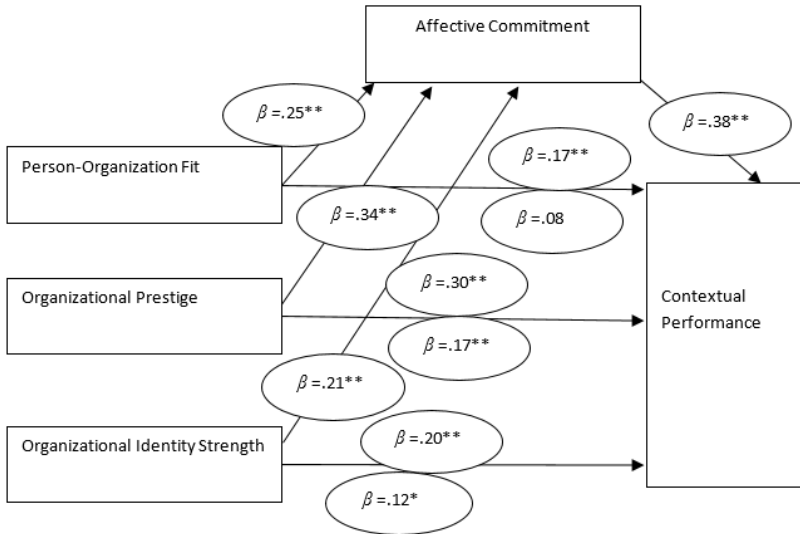 Affective Commitment
β =.25**
β =.38**
Person-Organization Fit
β =.17**
β =.34**
β =.08
Organizational Prestige
β =.30**
Contextual
Performance
β =.17**
β =.21**
Organizational Identity Strength
β =.20**
β =.12*